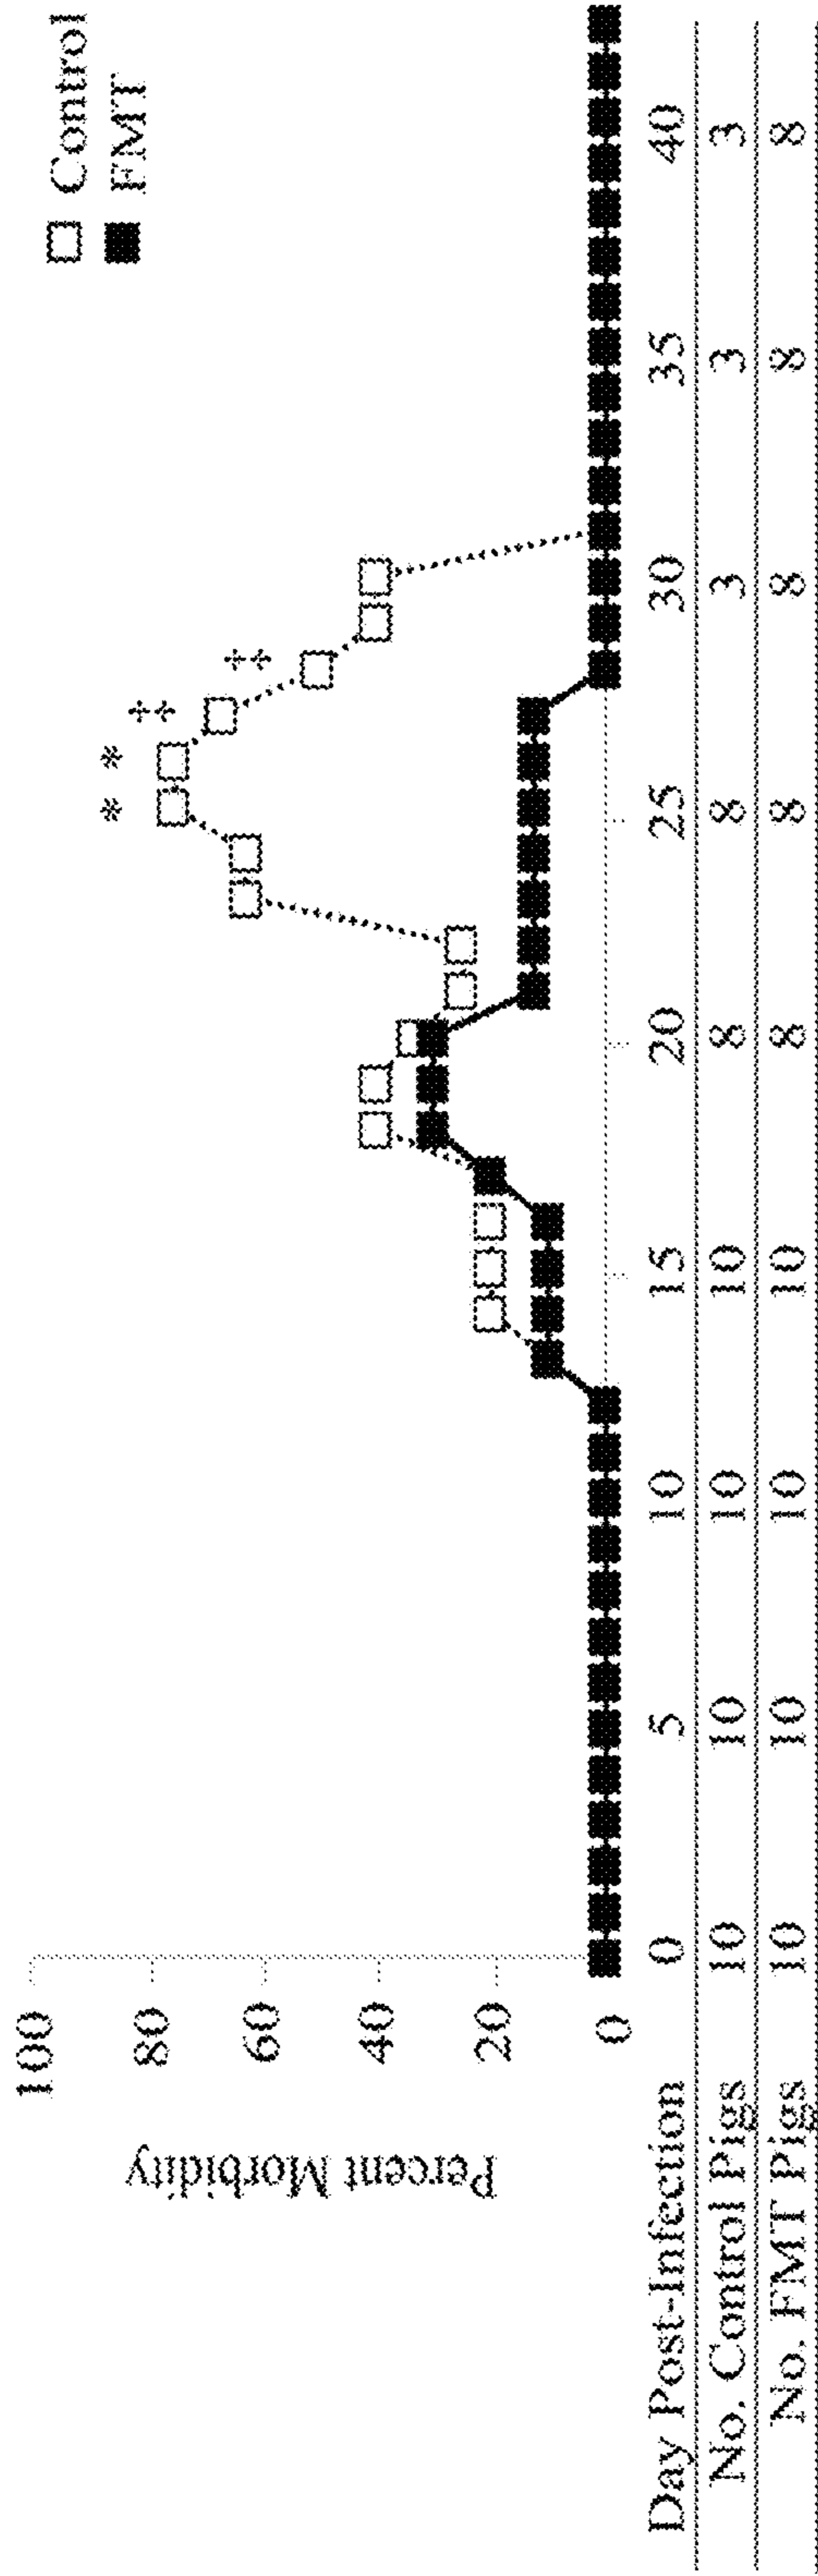 □ Control
■ FMT
100
80
60
40
20
0
Percent Morbidity
* * ‡ ‡
Day Post-Infection 0 5 10 15 20 25 30 35 40
No. Control Pigs 10 10 10 10 8 8 3 3 3
No. FMT Pigs 10 10 10 10 8 8 8 8 8